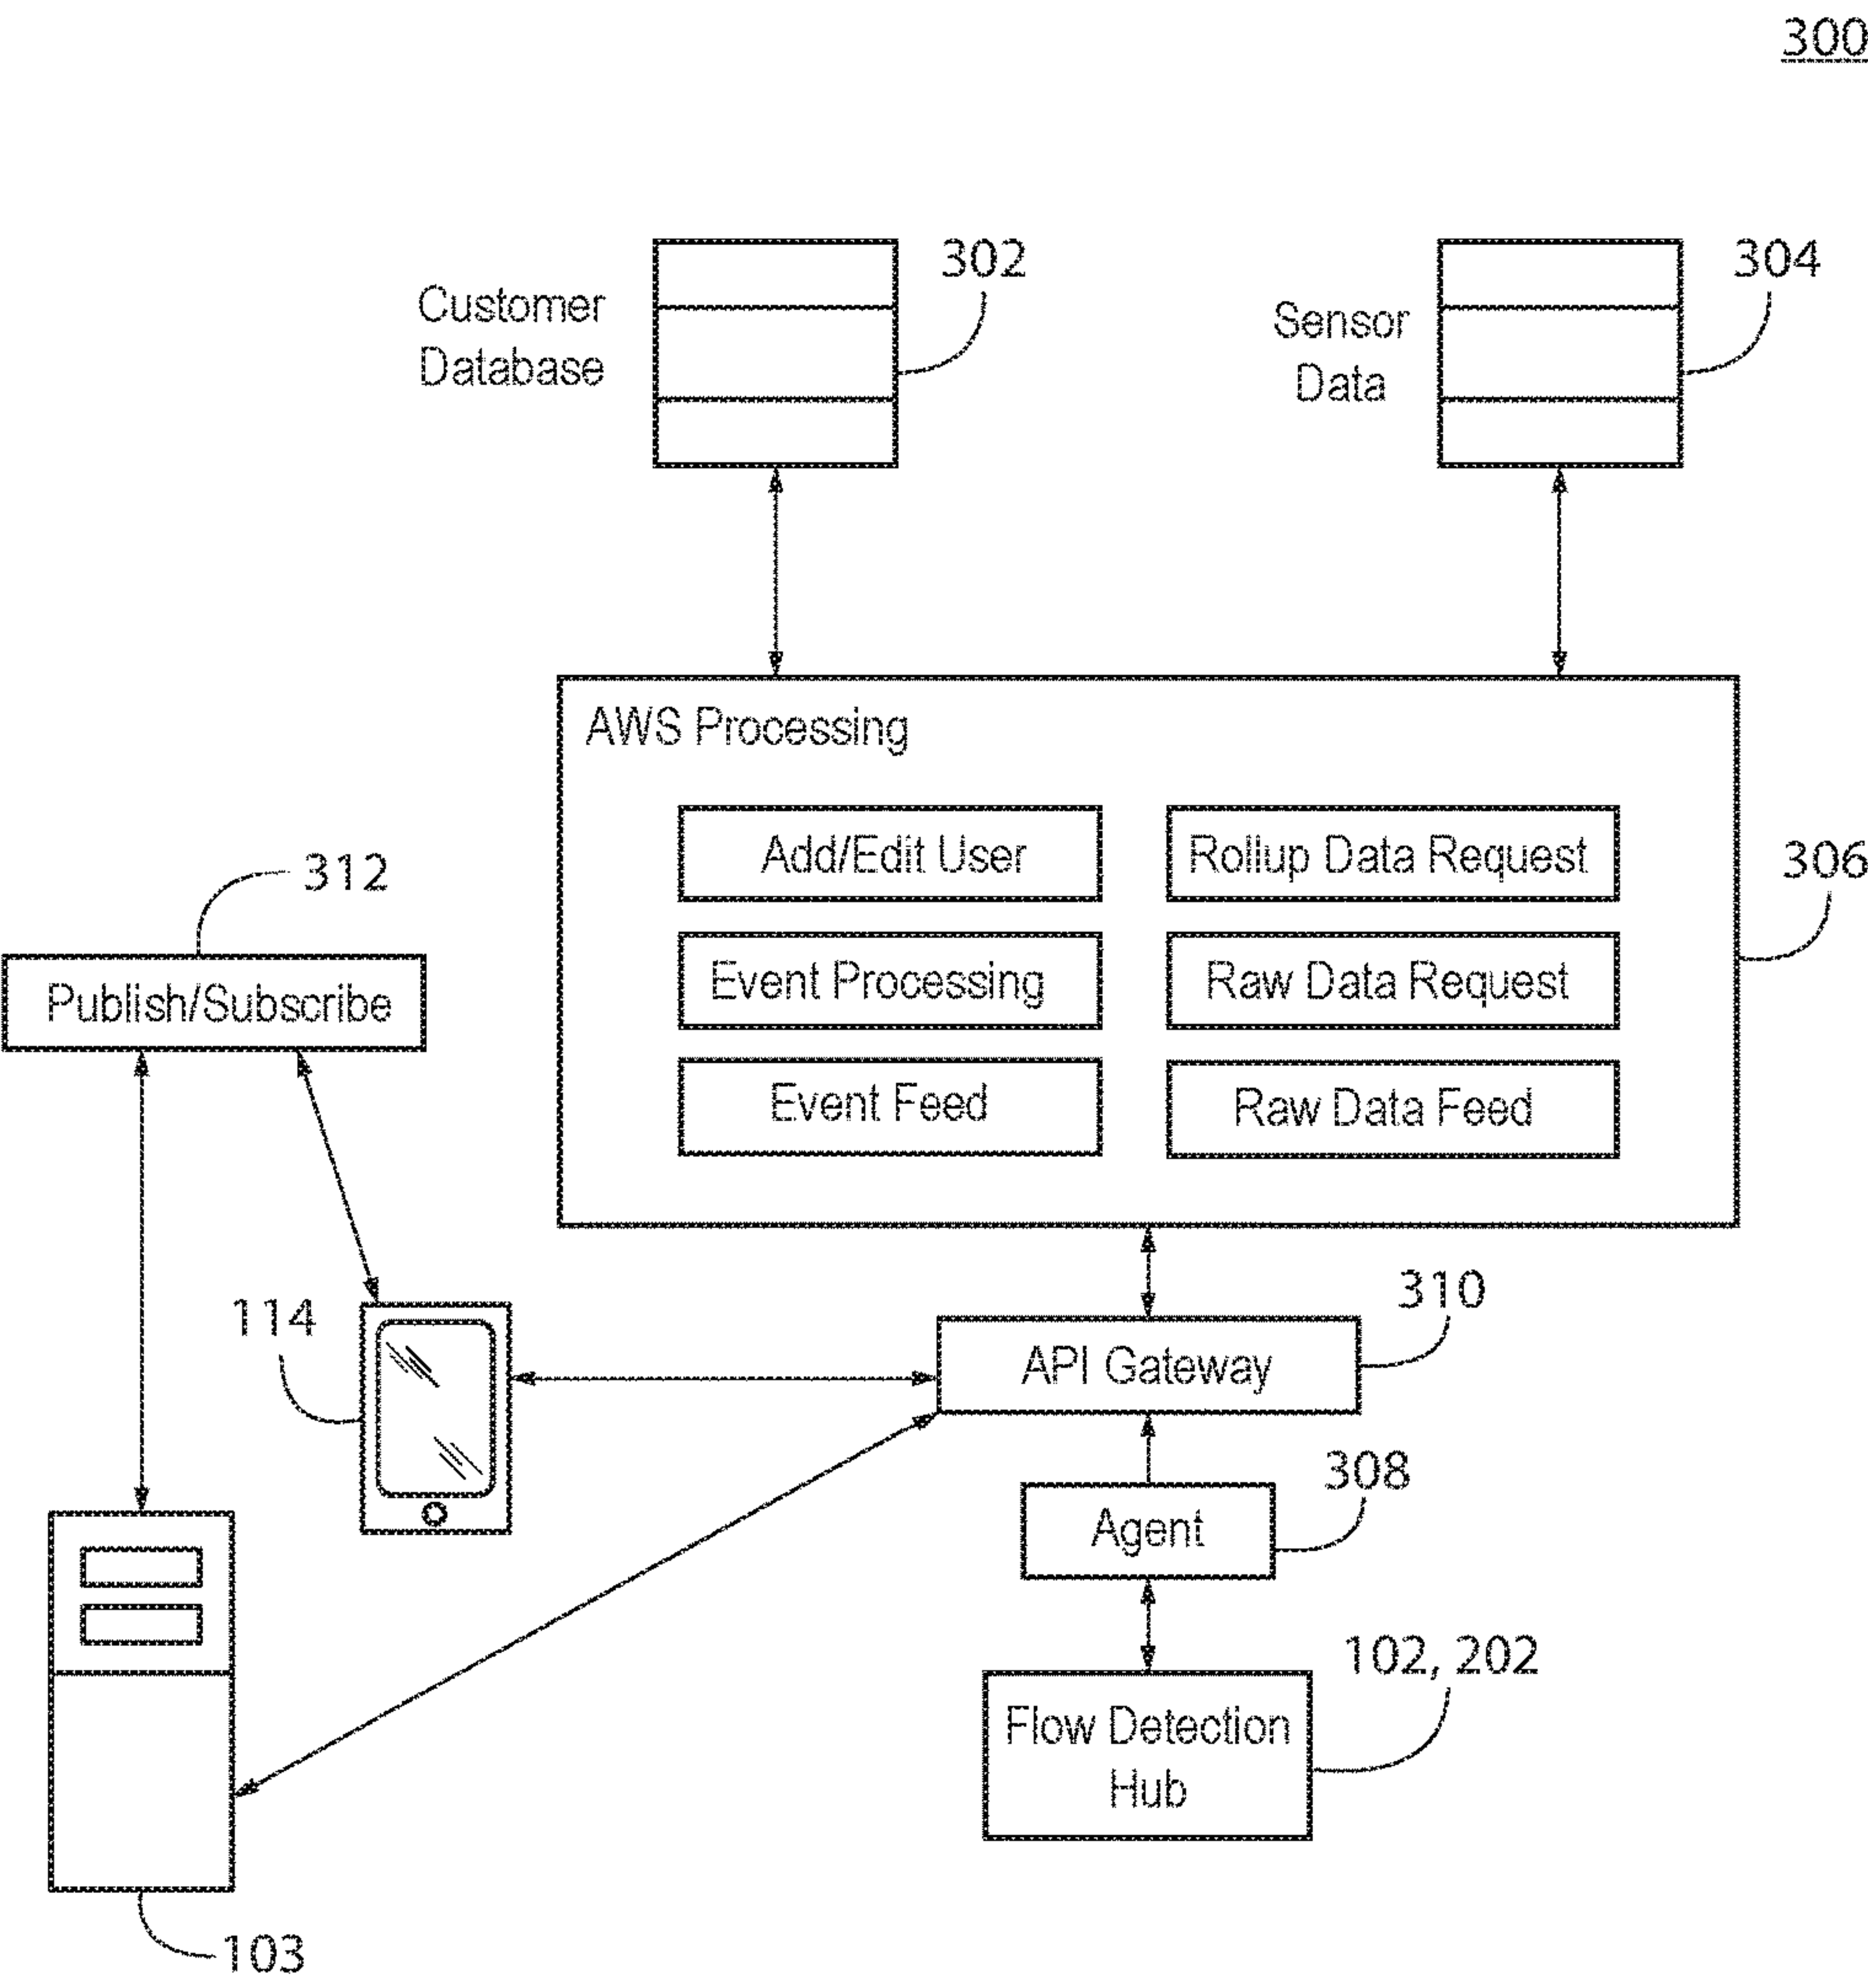 300
Customer
Database
302
Sensor
Data
304
AWS Processing
Add/Edit User
Rollup Data Request
306
312
Publish/Subscribe
Event Processing
Raw Data Request
Event Feed
Raw Data Feed
114
310
API Gateway
308
Agent
102, 202
Flow Detection
Hub
103